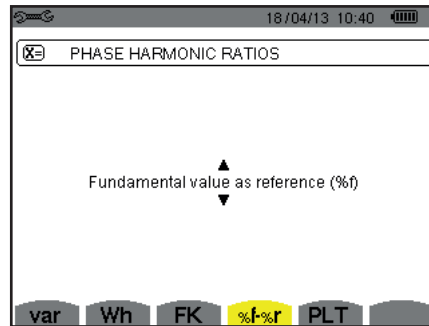 18/04/13 10:40
X= PHASE HARMONIC RATIOS
Fundamental value as reference (%f)
var Wh FK %f-%r PLT